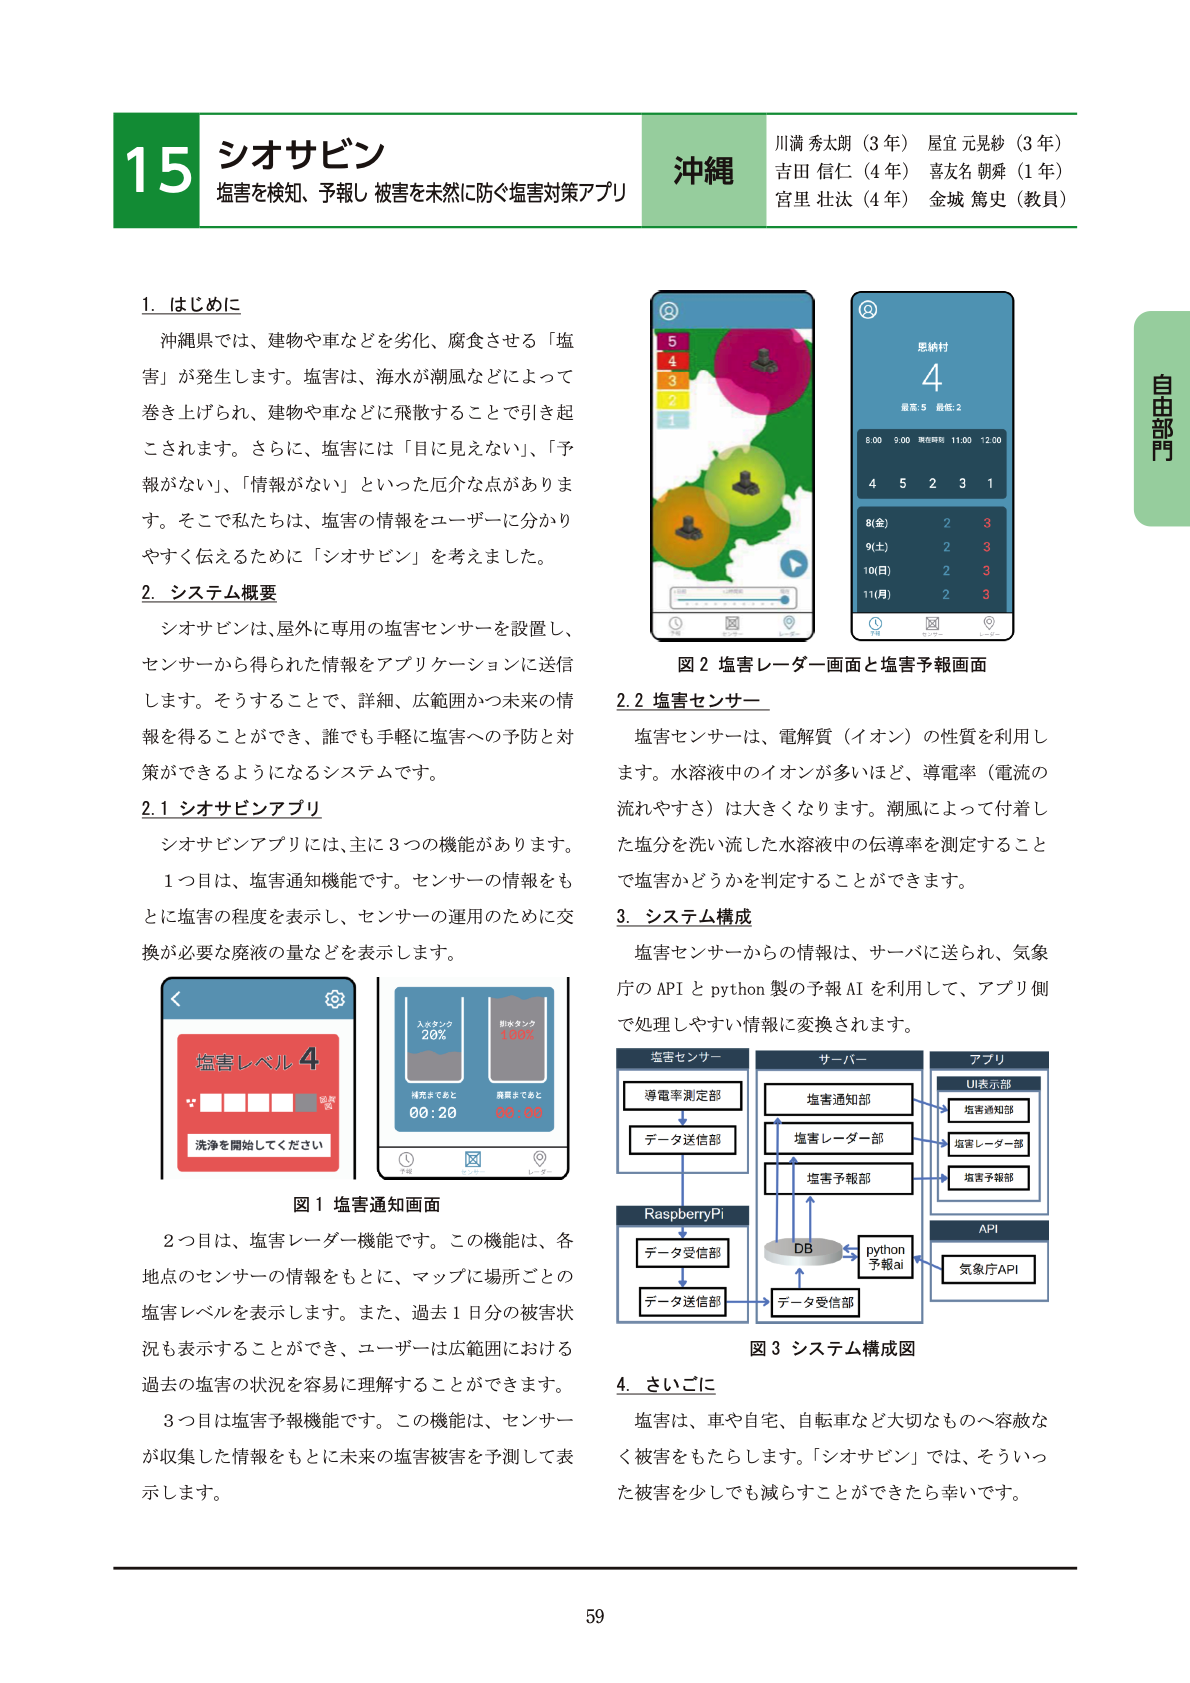 15
シオサビン
塩害を検知、予報し 被害を未然に防ぐ塩害対策アプリ
沖縄
川満 秀太朗（3 年）　屋宜 元晃紗（3 年）
吉田 信仁（4 年）　喜友名 朝舜（1 年）
宮里 壮汰（4 年）　金城 篤史（教員）
自由部門
1. はじめに
沖縄県では、建物や車などを劣化、腐食させる「塩
害」が発生します。塩害は、海水が潮風などによって
巻き上げられ、建物や車などに飛散することで引き起
こされます。さらに、塩害には「目に見えない」、「予
報がない」、「情報がない」といった厄介な点がありま
す。そこで私たちは、塩害の情報をユーザーに分かり
やすく伝えるために「シオサビン」を考えました。
2. システム概要
シオサビンは、屋外に専用の塩害センサーを設置し、
センサーから得られた情報をアプリケーションに送信
します。そうすることで、詳細、広範囲かつ未来の情
報を得ることができ、誰でも手軽に塩害への予防と対
策ができるようになるシステムです。
2.1 シオサビンアプリ
シオサビンアプリには、主に３つの機能があります。
１つ目は、塩害通知機能です。センサーの情報をも
とに塩害の程度を表示し、センサーの運用のために交
換が必要な廃液の量などを表示します。
塩害レベル 4
洗浄を開始してください
入水タンク
20%
排水タンク
100%
補充まであと
00:20
廃棄まであと
00:00
予報
センサー
レーダー
図 1 塩害通知画面
２つ目は、塩害レーダー機能です。この機能は、各
地点のセンサーの情報をもとに、マップに場所ごとの
塩害レベルを表示します。また、過去 1 日分の被害状
況も表示することができ、ユーザーは広範囲における
過去の塩害の状況を容易に理解することができます。
３つ目は塩害予報機能です。この機能は、センサー
が収集した情報をもとに未来の塩害被害を予測して表
示します。
5
4
3
2
1
予報
センサー
レーダー
恩納村
4
最高:5 最低:2
8:00 9:00 現在時刻 11:00 12:00
4 5 2 3 1
8(金) 2 3
9(土) 2 3
10(日) 2 3
11(月) 2 3
予報
センサー
レーダー
図 2 塩害レーダー画面と塩害予報画面
2.2 塩害センサー
塩害センサーは、電解質（イオン）の性質を利用し
ます。水溶液中のイオンが多いほど、導電率（電流の
流れやすさ）は大きくなります。潮風によって付着し
た塩分を洗い流した水溶液中の伝導率を測定すること
で塩害かどうかを判定することができます。
3. システム構成
塩害センサーからの情報は、サーバに送られ、気象
庁の API と python 製の予報 AI を利用して、アプリ側
で処理しやすい情報に変換されます。
塩害センサー
導電率測定部
データ送信部
RaspberryPi
データ受信部
データ送信部
サーバー
塩害通知部
塩害レーダー部
塩害予報部
DB
python
予報ai
データ受信部
アプリ
UI表示部
塩害通知部
塩害レーダー部
塩害予報部
API
気象庁API
図 3 システム構成図
4. さいごに
塩害は、車や自宅、自転車など大切なものへ容赦な
く被害をもたらします。「シオサビン」では、そういっ
た被害を少しでも減らすことができたら幸いです。
59